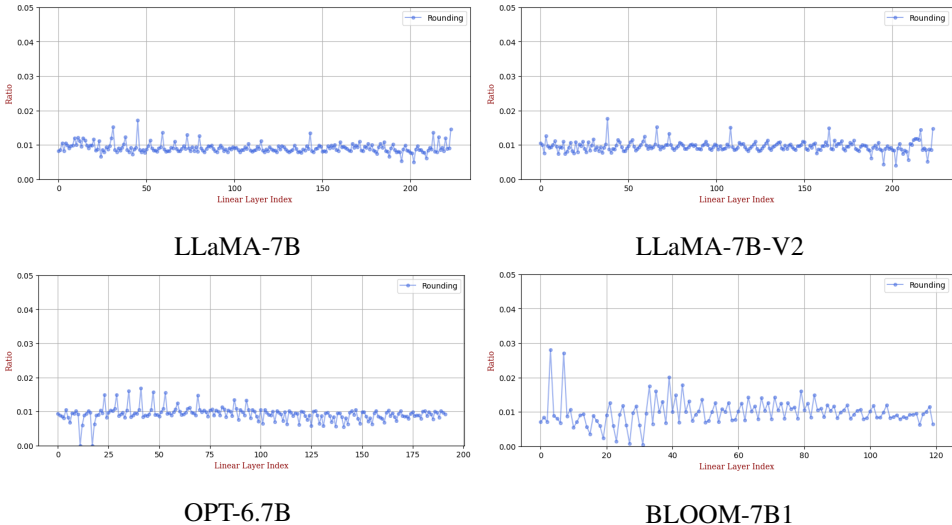 0.05
0.04
0.03
0.02
0.01
0.00
Ratio
Rounding
0 50 100 150 200
Linear Layer Index
LLaMA-7B
0.05
0.04
0.03
0.02
0.01
0.00
Ratio
Rounding
0 50 100 150 200
Linear Layer Index
LLaMA-7B-V2
0.05
0.04
0.03
0.02
0.01
0.00
Ratio
Rounding
0 25 50 75 100 125 150 175 200
Linear Layer Index
OPT-6.7B
0.05
0.04
0.03
0.02
0.01
0.00
Ratio
Rounding
0 20 40 60 80 100 120
Linear Layer Index
BLOOM-7B1